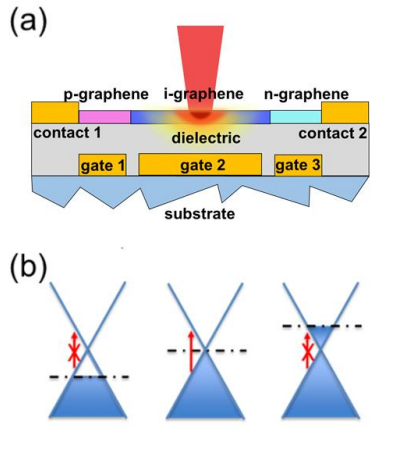 (a)
p-graphene i-graphene n-graphene
contact 1 dielectric contact 2
gate 1 gate 2 gate 3
substrate
(b)